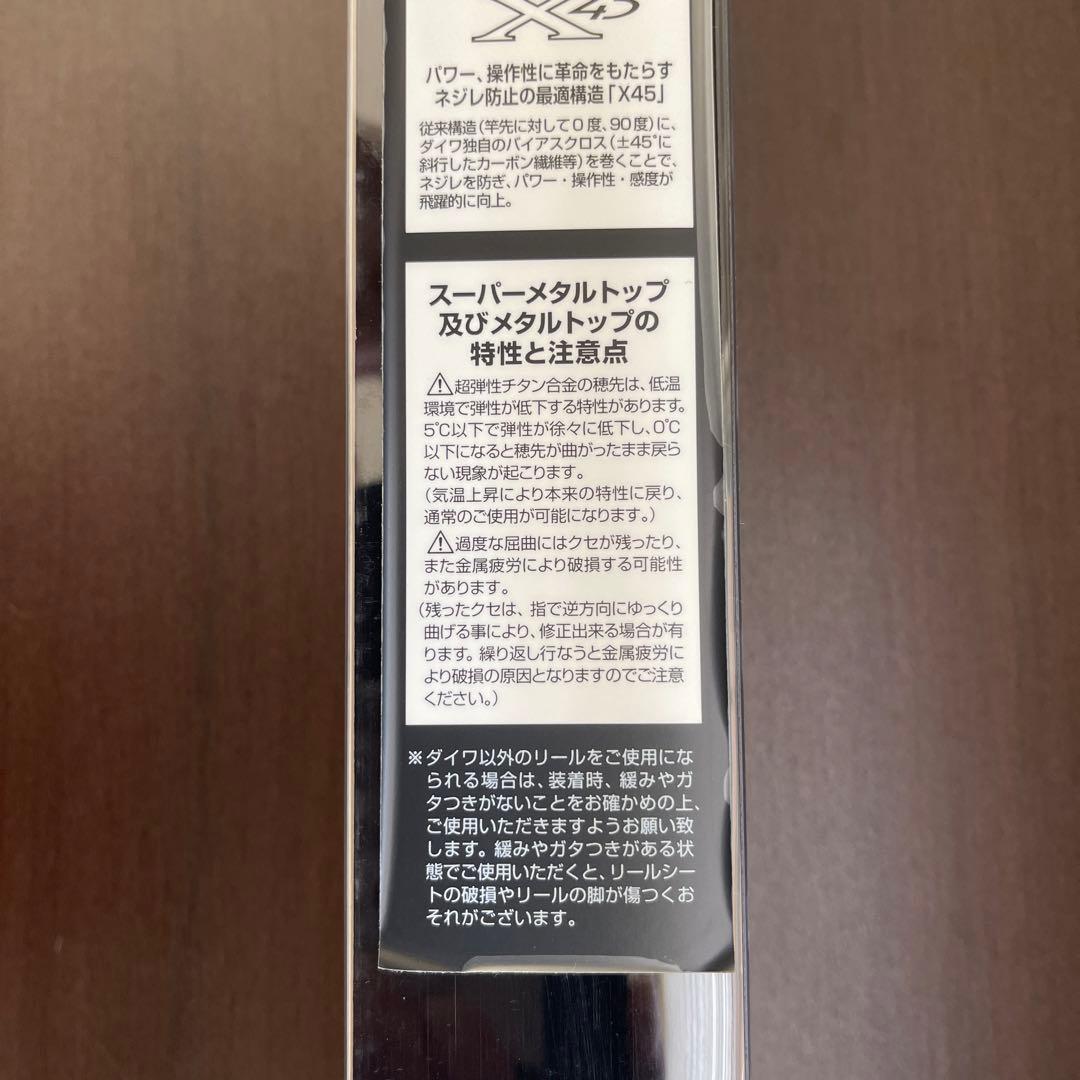 X45
パワー、操作性に革命をもたらす
ネジレ防止の最適構造「X45」
従来構造(竿先に対して0度、90度)に、
ダイワ独自のバイアスクロス(±45°に
斜行したカーボン繊維等)を巻くことで、
ネジレを防ぎ、パワー・操作性・感度が
飛躍的に向上。
スーパーメタルトップ
及びメタルトップの
特性と注意点
⚠超弾性チタン合金の穂先は、低温
環境で弾性が低下する特性があります。
5℃以下で弾性が徐々に低下し、0℃
以下になると穂先が曲がったまま戻ら
ない現象が起こります。
(気温上昇により本来の特性に戻り、
通常のご使用が可能になります。)
⚠過度な屈曲にはクセが残ったり、
また金属疲労により破損する可能性
があります。
(残ったクセは、指で逆方向にゆっくり
曲げる事により、修正出来る場合が有
ります。繰り返し行なうと金属疲労に
より破損の原因となりますのでご注意
ください。)
※ダイワ以外のリールをご使用にな
られる場合は、装着時、緩みやガ
タつきがないことをお確かめの上、
ご使用いただきますようお願い致
します。緩みやガタつきがある状
態でご使用いただくと、リールシー
トの破損やリールの脚が傷つくお
それがございます。